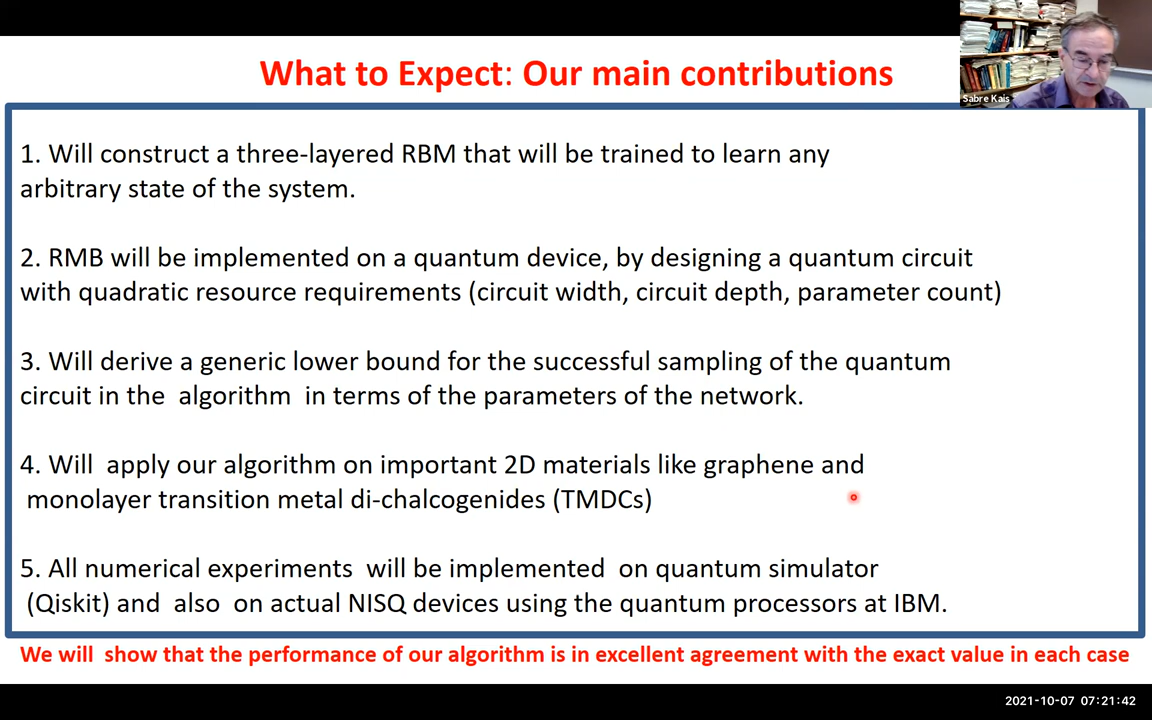 What to Expect: Our main contributions
Sabre Kais
1. Will construct a three-layered RBM that will be trained to learn any
arbitrary state of the system.
2. RMB will be implemented on a quantum device, by designing a quantum circuit
with quadratic resource requirements (circuit width, circuit depth, parameter count)
3. Will derive a generic lower bound for the successful sampling of the quantum
circuit in the algorithm in terms of the parameters of the network.
4. Will apply our algorithm on important 2D materials like graphene and
monolayer transition metal di-chalcogenides (TMDCs)
5. All numerical experiments will be implemented on quantum simulator
(Qiskit) and also on actual NISQ devices using the quantum processors at IBM.
We will show that the performance of our algorithm is in excellent agreement with the exact value in each case
2021-10-07 07:21:42